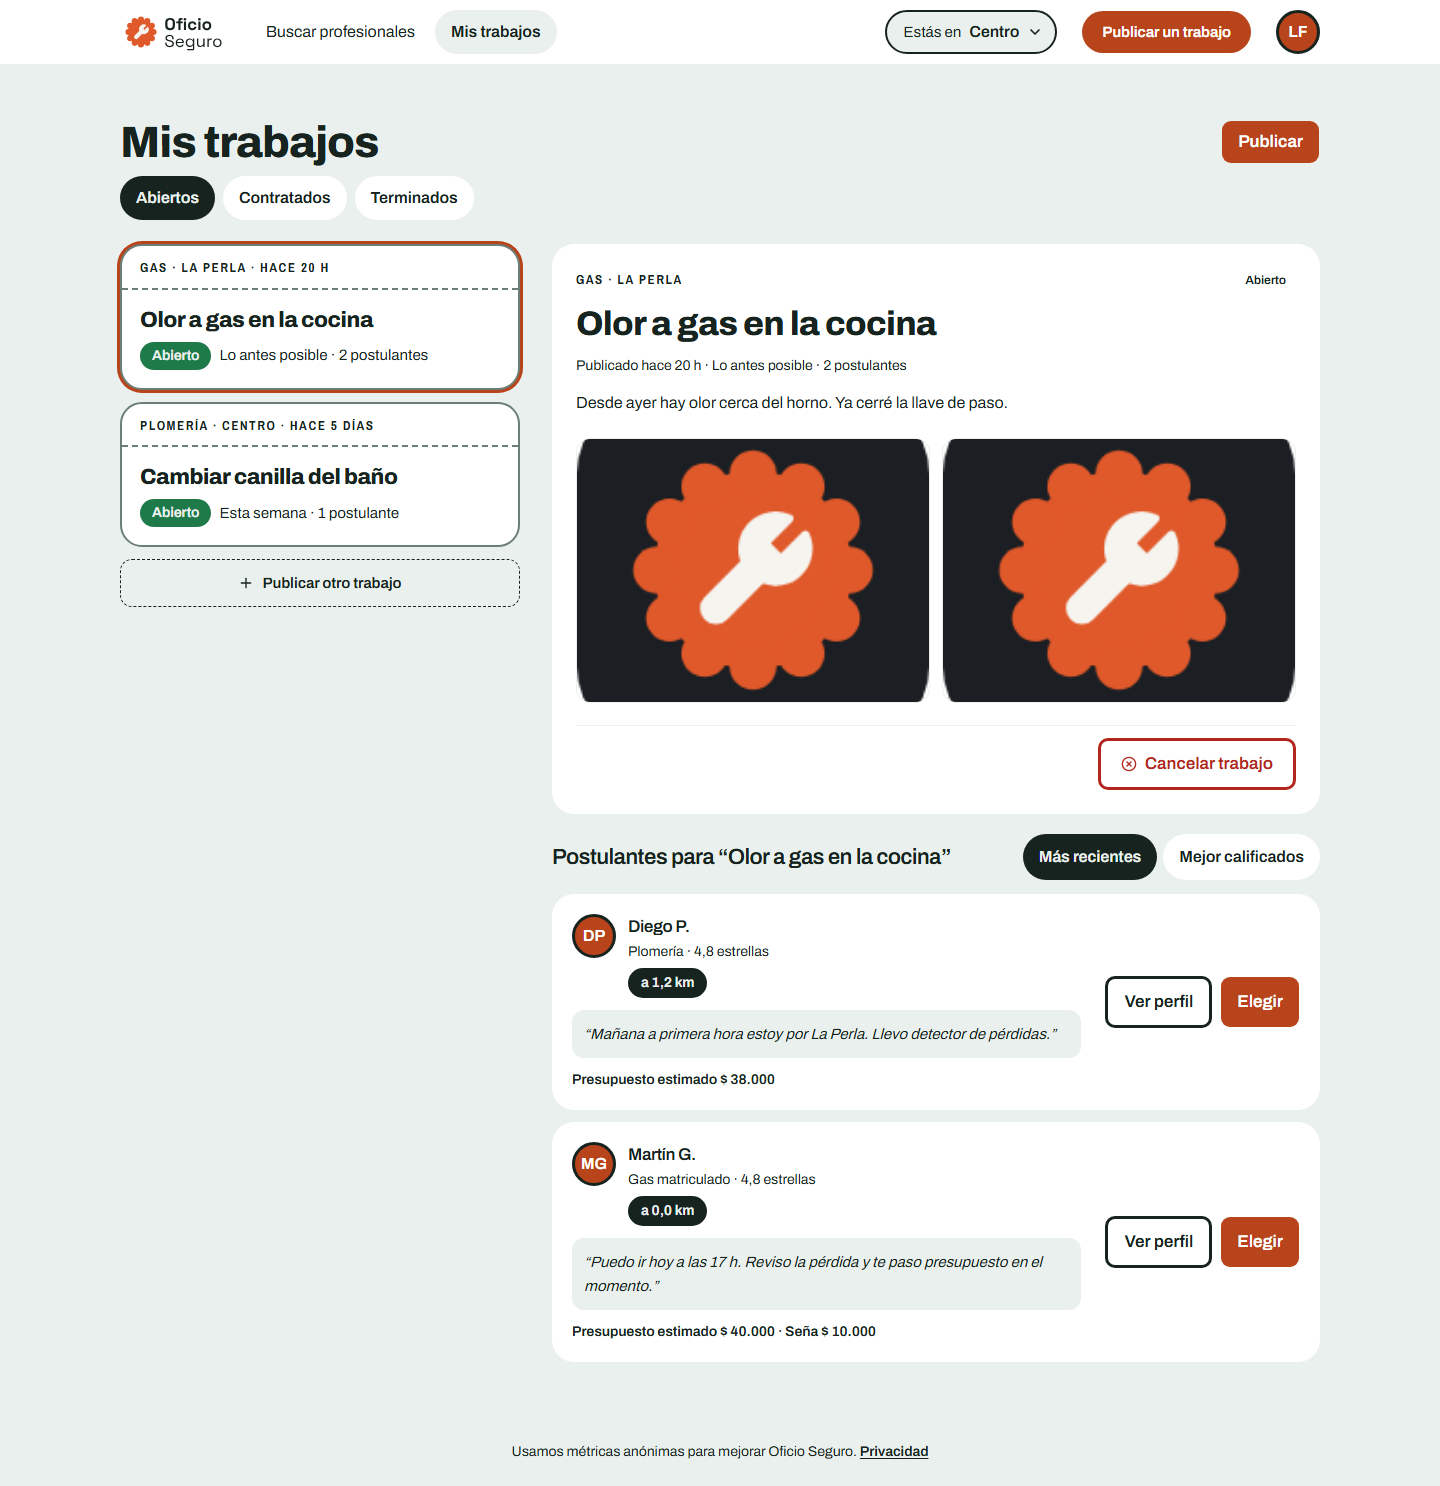 Oficio
Seguro
Buscar profesionales
Mis trabajos
Estás en Centro
Publicar un trabajo
LF
Mis trabajos
Publicar
Abiertos
Contratados
Terminados
GAS · LA PERLA · HACE 20 H
Olor a gas en la cocina
Abierto
Lo antes posible · 2 postulantes
PLOMERÍA · CENTRO · HACE 5 DÍAS
Cambiar canilla del baño
Abierto
Esta semana · 1 postulante
Publicar otro trabajo
GAS · LA PERLA
Abierto
Olor a gas en la cocina
Publicado hace 20 h · Lo antes posible · 2 postulantes
Desde ayer hay olor cerca del horno. Ya cerré la llave de paso.
Cancelar trabajo
Postulantes para “Olor a gas en la cocina”
Más recientes
Mejor calificados
DP
Diego P.
Plomería · 4,8 estrellas
a 1,2 km
“Mañana a primera hora estoy por La Perla. Llevo detector de pérdidas.”
Presupuesto estimado $ 38.000
Ver perfil
Elegir
MG
Martín G.
Gas matriculado · 4,8 estrellas
a 0,0 km
“Puedo ir hoy a las 17 h. Reviso la pérdida y te paso presupuesto en el
momento.”
Presupuesto estimado $ 40.000 · Seña $ 10.000
Ver perfil
Elegir
Usamos métricas anónimas para mejorar Oficio Seguro. Privacidad